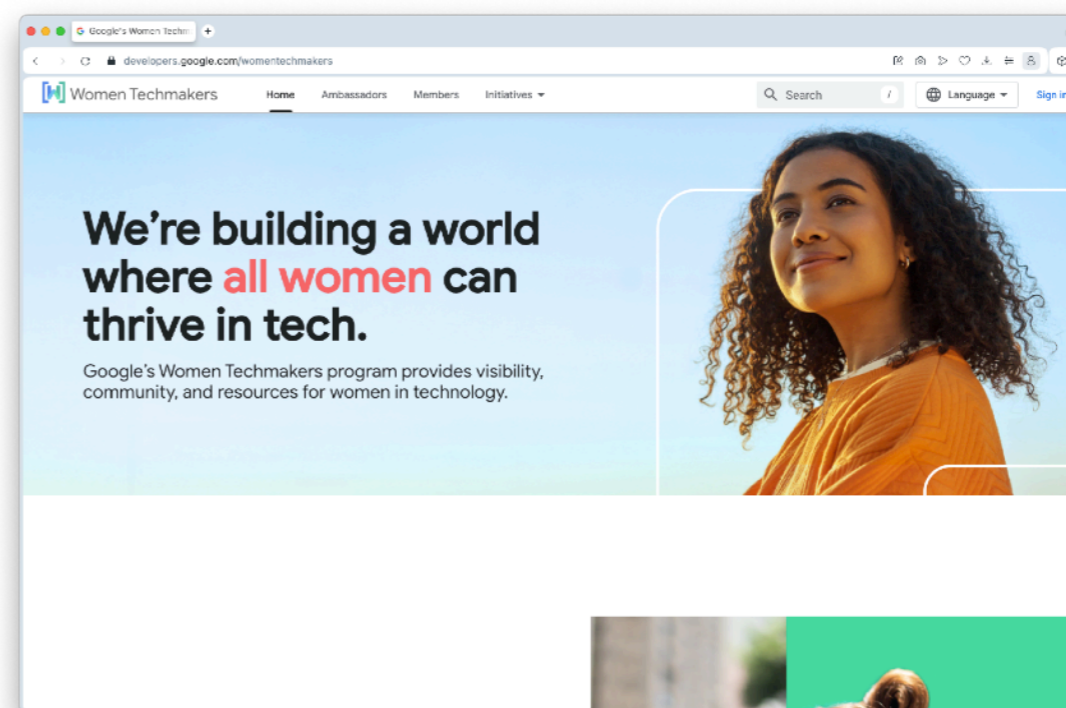 Google's Women Techm
developers.google.com/womentechmakers
Women Techmakers
Home
Ambassadors
Members
Initiatives
Search
/
Language
Sign in
We're building a world
where all women can
thrive in tech.
Google's Women Techmakers program provides visibility,
community, and resources for women in technology.